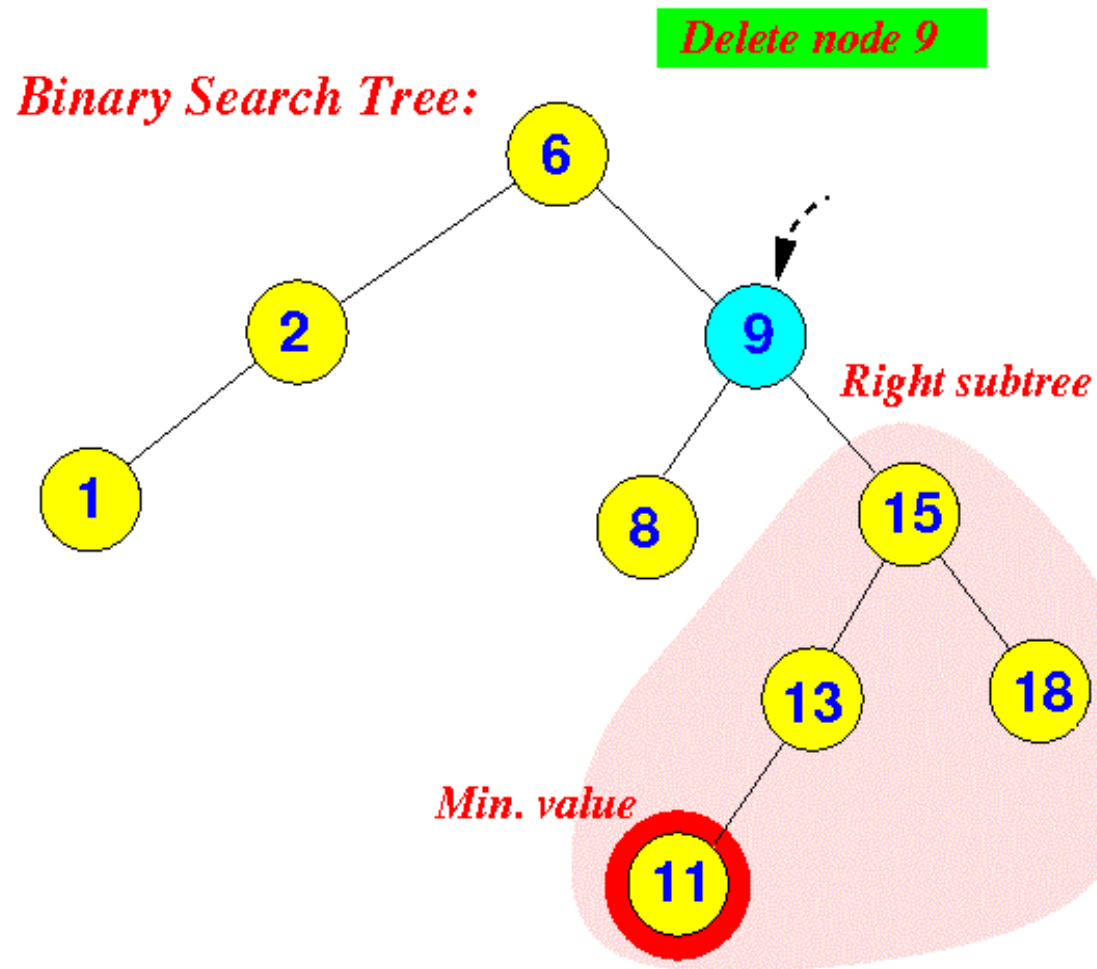 Delete node 9
Binary Search Tree:
6
2
9
Right subtree
1
8
15
13
18
Min. value
11